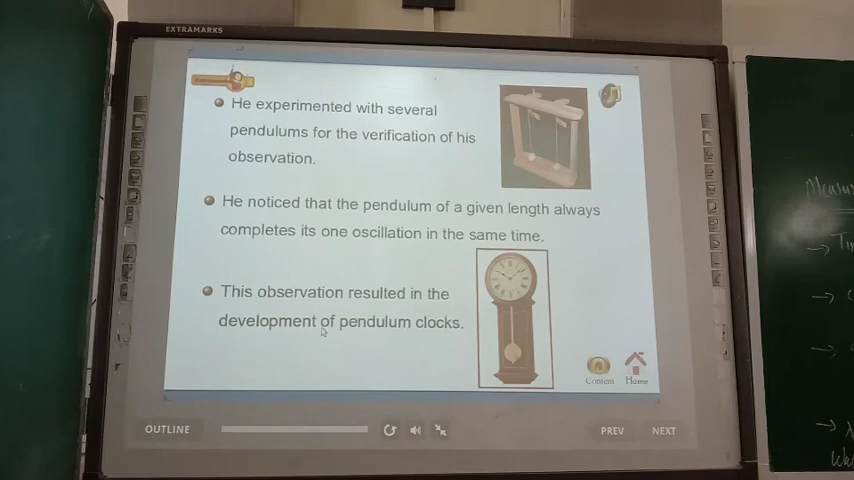 EXTRAMARKS
He experimented with several
pendulums for the verification of his
observation.
He noticed that the pendulum of a given length always
completes its one oscillation in the same time.
This observation resulted in the
development of pendulum clocks.
Content
Home
OUTLINE
PREV
NEXT